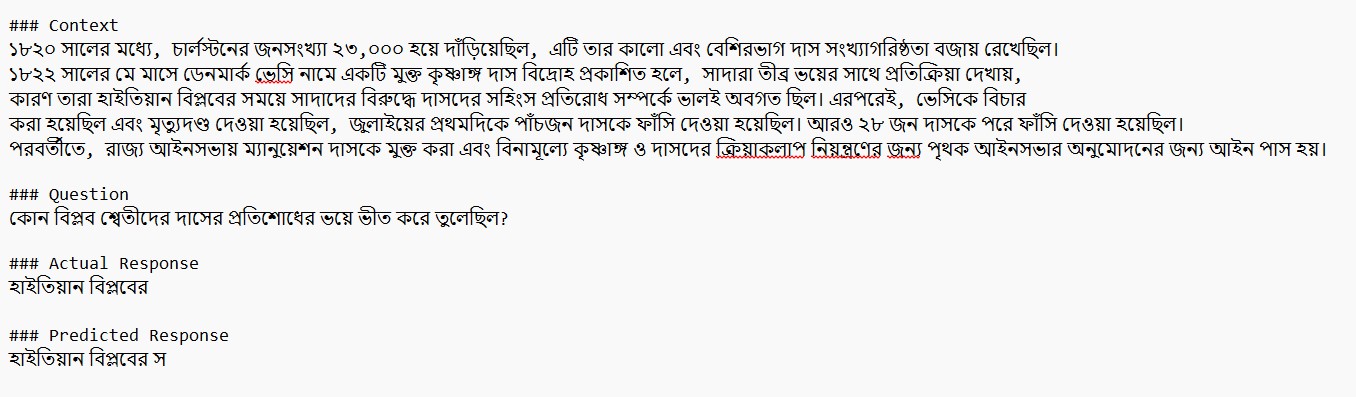 ### Context
১৮২০ সালের মধ্যে, চার্লস্টনের জনসংখ্যা ২৩,০০০ হয়ে দাঁড়িয়েছিল, এটি তার কালো এবং বেশিরভাগ দাস সংখ্যাগরিষ্ঠতা বজায় রেখেছিল।
১৮২২ সালের মে মাসে ডেনমার্ক ভেসি নামে একটি মুক্ত কৃষ্ণাঙ্গ দাস বিদ্রোহ প্রকাশিত হলে, সাদারা তীব্র ভয়ের সাথে প্রতিক্রিয়া দেখায়,
কারণ তারা হাইতিয়ান বিপ্লবের সময়ে সাদাদের বিরুদ্ধে দাসদের সহিংস প্রতিরোধ সম্পর্কে ভালই অবগত ছিল। এরপরেই, ভেসিকে বিচার
করা হয়েছিল এবং মৃত্যুদণ্ড দেওয়া হয়েছিল, জুলাইয়ের প্রথমদিকে পাঁচজন দাসকে ফাঁসি দেওয়া হয়েছিল। আরও ২৮ জন দাসকে পরে ফাঁসি দেওয়া হয়েছিল।
পরবর্তীতে, রাজ্য আইনসভায় ম্যানুয়েশন দাসকে মুক্ত করা এবং বিনামূল্যে কৃষ্ণাঙ্গ ও দাসদের ক্রিয়াকলাপ নিয়ন্ত্রণের জন্য পৃথক আইনসভার অনুমোদনের জন্য আইন পাস হয়।
### Question
কোন বিপ্লব শ্বেতীদের দাসের প্রতিশোধের ভয়ে ভীত করে তুলেছিল?
### Actual Response
হাইতিয়ান বিপ্লবের
### Predicted Response
হাইতিয়ান বিপ্লবের স